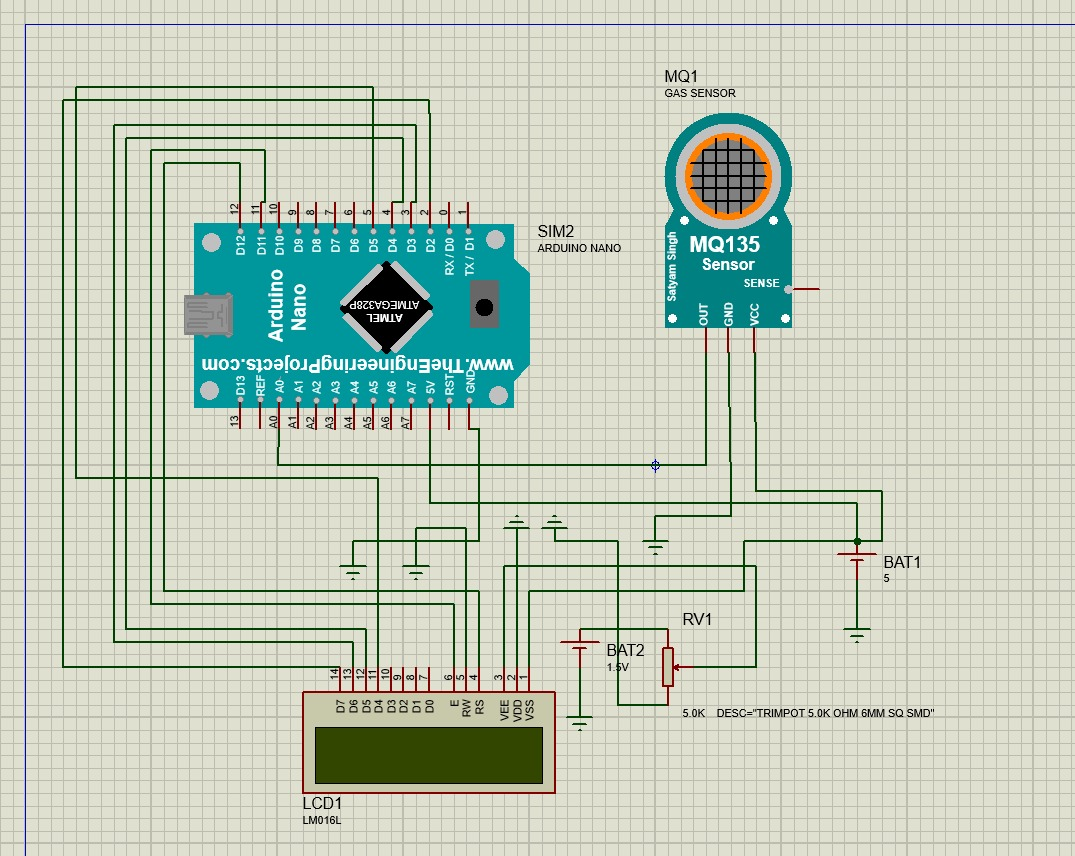 MQ1
GAS SENSOR
12
11
10
9
8
7
6
5
4
3
2
0
1
D12
D11
D10
D9
D8
D7
D6
D5
D4
D3
D2
RX / D0
TX / D1
SIM2
ARDUINO NANO
Arduino
Nano
ATMEL
ATMEGA328P
www.TheEngineeringProjects.com
D13
REF
A0
A1
A2
A3
A4
A5
A6
A7
5V
RST
GND
13
A0
A1
A2
A3
A4
A5
A6
A7
Satyam Singh
MQ135
Sensor
SENSE
OUT
GND
VCC
BAT1
5
RV1
BAT2
1.5V
5.0K DESC="TRIMPOT 5.0K OHM 6MM SQ SMD"
14
13
12
11
10
9
8
7
6
5
4
3
2
1
D7
D6
D5
D4
D3
D2
D1
D0
E
RW
RS
VEE
VDD
VSS
LCD1
LM016L